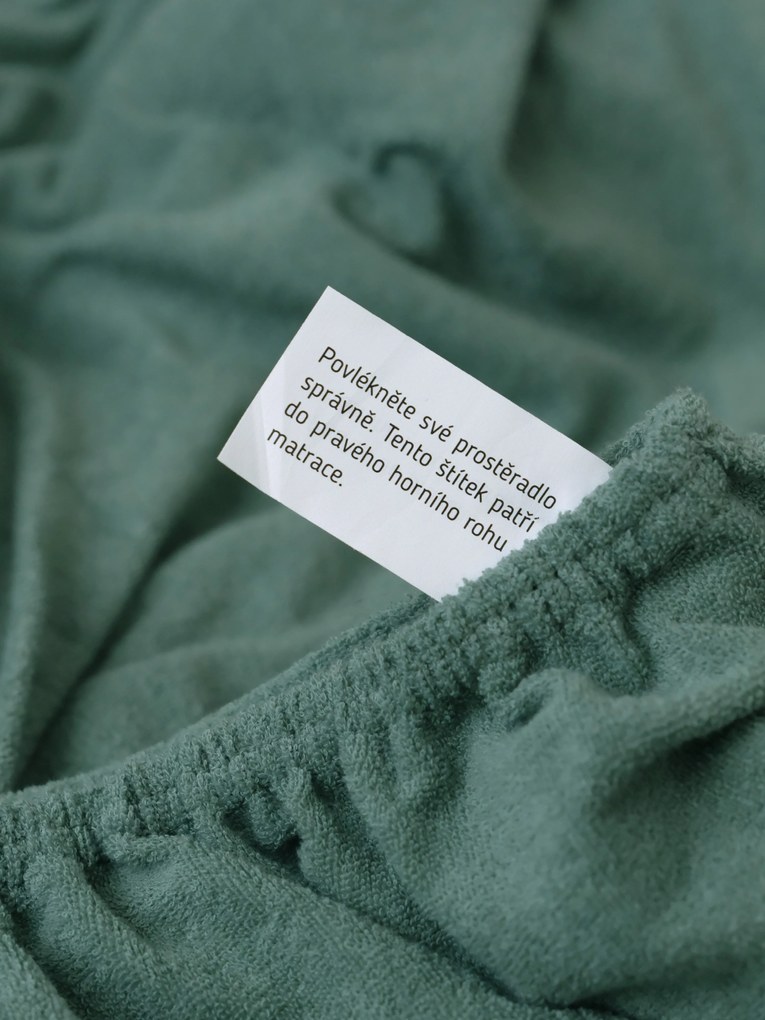 Povlékněte své prostěradlo
správně. Tento štítek patří
do pravého horního rohu
matrace.